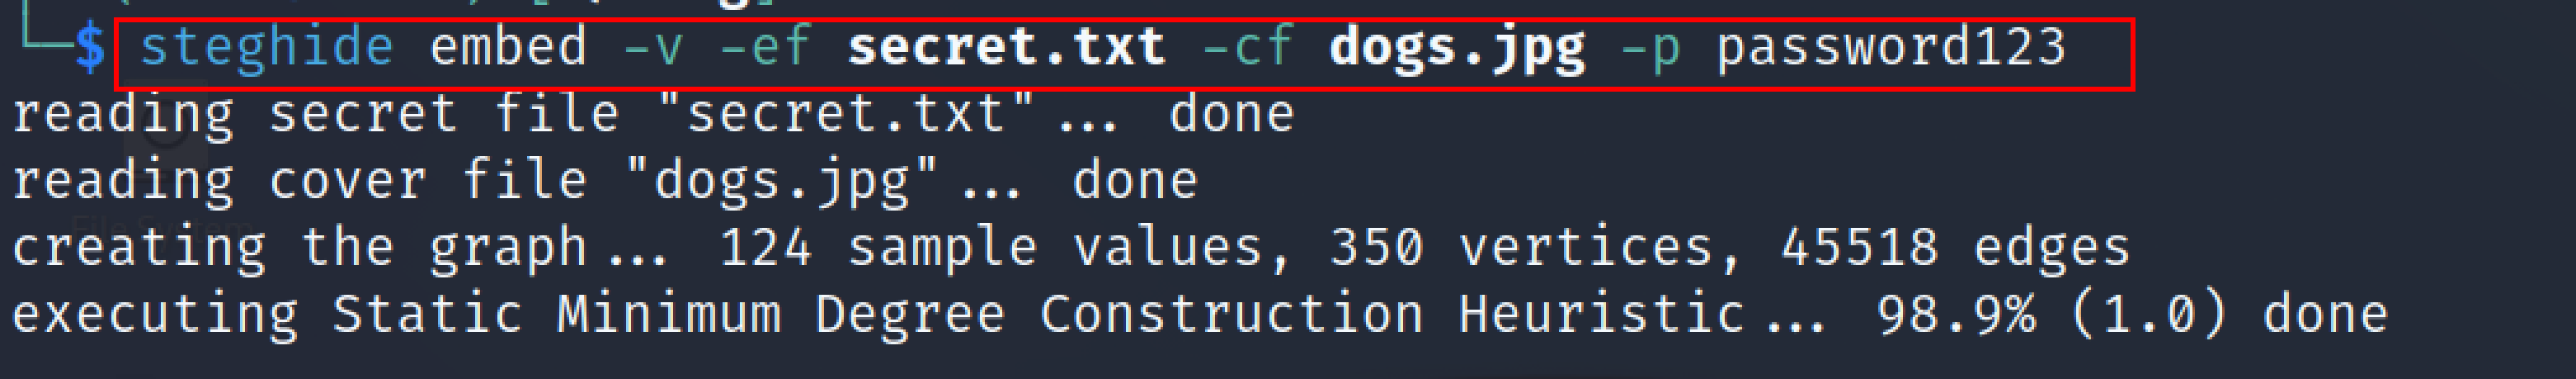 └─$ steghide embed -v -ef secret.txt -cf dogs.jpg -p password123
reading secret file "secret.txt"... done
reading cover file "dogs.jpg"... done
creating the graph... 124 sample values, 350 vertices, 45518 edges
executing Static Minimum Degree Construction Heuristic... 98.9% (1.0) done
File System